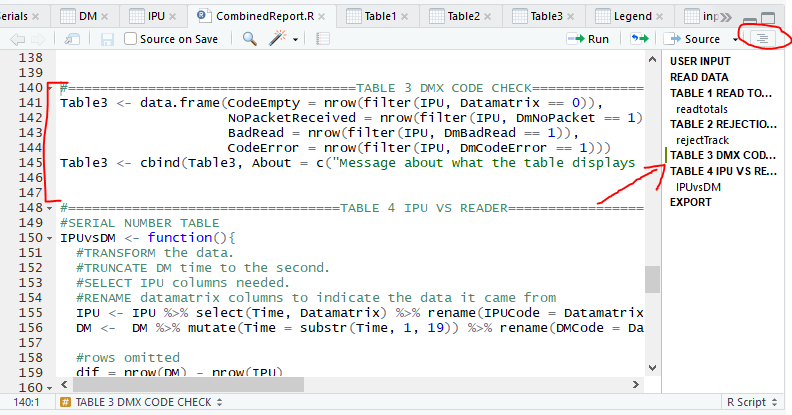 Serials × DM × IPU × CombinedReport.R × Table1 × Table2 × Table3 × Legend × inp
Source on Save Run Source
138
139
140 #=====================================TABLE 3 DMX CODE CHECK===============
141 Table3 <- data.frame(CodeEmpty = nrow(filter(IPU, Datamatrix == 0)),
142 NoPacketReceived = nrow(filter(IPU, DmNoPacket == 1)
143 BadRead = nrow(filter(IPU, DmBadRead == 1)),
144 CodeError = nrow(filter(IPU, DmCodeError == 1)))
145 Table3 <- cbind(Table3, About = c("Message about what the table displays
146
147
148 #===================================TABLE 4 IPU VS READER==================
149 #SERIAL NUMBER TABLE
150 IPUvsDM <- function(){
151 #TRANSFORM the data.
152 #TRUNCATE DM time to the second.
153 #SELECT IPU columns needed.
154 #RENAME datamatrix columns to indicate the data it came from
155 IPU <- IPU %>% select(Time, Datamatrix) %>% rename(IPUCode = Datamatrix
156 DM <- DM %>% mutate(Time = substr(Time, 1, 19)) %>% rename(DMCode = Da
157
158 #rows omitted
159 dif = nrow(DM) - nrow(IPU)
160
USER INPUT
READ DATA
TABLE 1 READ TO...
readtotals
TABLE 2 REJECTIO...
rejectTrack
TABLE 3 DMX COD...
TABLE 4 IPU VS RE...
IPUvsDM
EXPORT
140:1 # TABLE 3 DMX CODE CHECK R Script